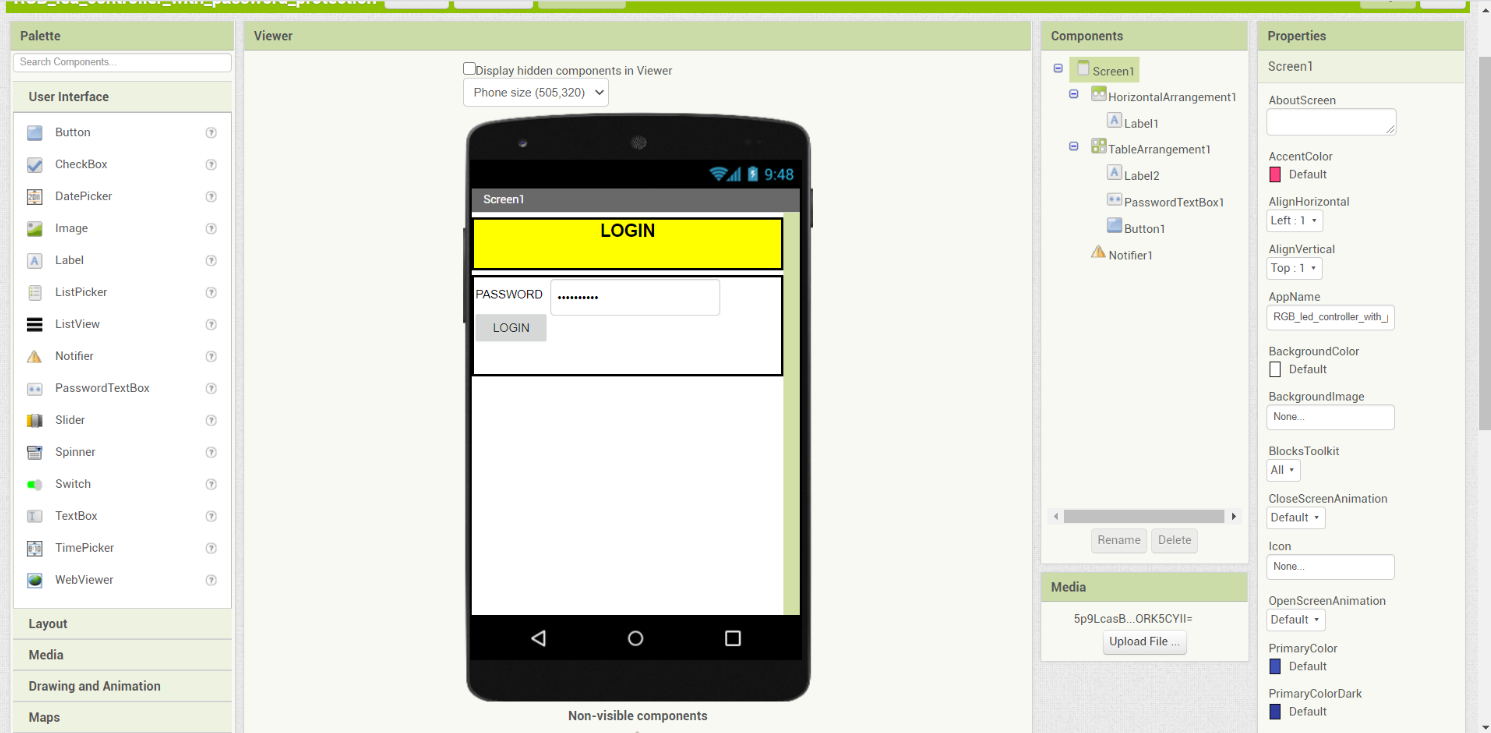 RGB_led_controller_with_password_protection
Palette
Search Components...
User Interface
Button
CheckBox
DatePicker
Image
Label
ListPicker
ListView
Notifier
PasswordTextBox
Slider
Spinner
Switch
TextBox
TimePicker
WebViewer
Layout
Media
Drawing and Animation
Maps
Viewer
Display hidden components in Viewer
Phone size (505,320)
9:48
Screen1
LOGIN
PASSWORD ••••••••••
LOGIN
Non-visible components
Components
Screen1
HorizontalArrangement1
Label1
TableArrangement1
Label2
PasswordTextBox1
Button1
Notifier1
Rename Delete
Media
5p9LcasB...ORK5CYII=
Upload File ...
Properties
Screen1
AboutScreen
AccentColor
Default
AlignHorizontal
Left : 1
AlignVertical
Top : 1
AppName
RGB_led_controller_with_
BackgroundColor
Default
BackgroundImage
None...
BlocksToolkit
All
CloseScreenAnimation
Default
Icon
None...
OpenScreenAnimation
Default
PrimaryColor
Default
PrimaryColorDark
Default